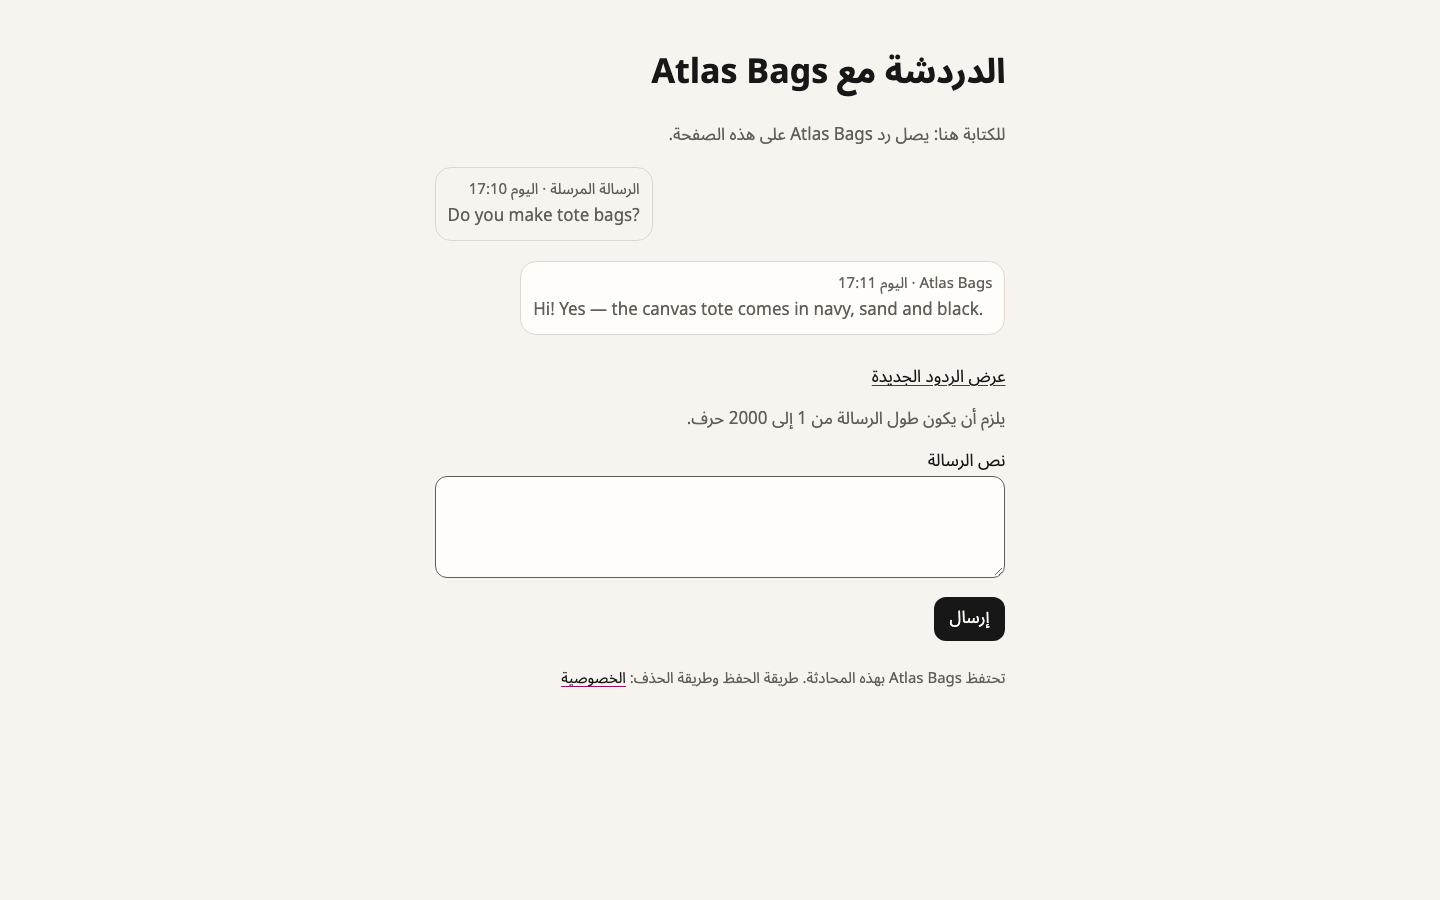 الدردشة مع Atlas Bags
للكتابة هنا: يصل رد Atlas Bags على هذه الصفحة.
الرسالة المرسلة · اليوم 17:10
Do you make tote bags?
Atlas Bags · اليوم 17:11
Hi! Yes — the canvas tote comes in navy, sand and black.
عرض الردود الجديدة
يلزم أن يكون طول الرسالة من 1 إلى 2000 حرف.
نص الرسالة
إرسال
تحتفظ Atlas Bags بهذه المحادثة. طريقة الحفظ وطريقة الحذف: الخصوصية